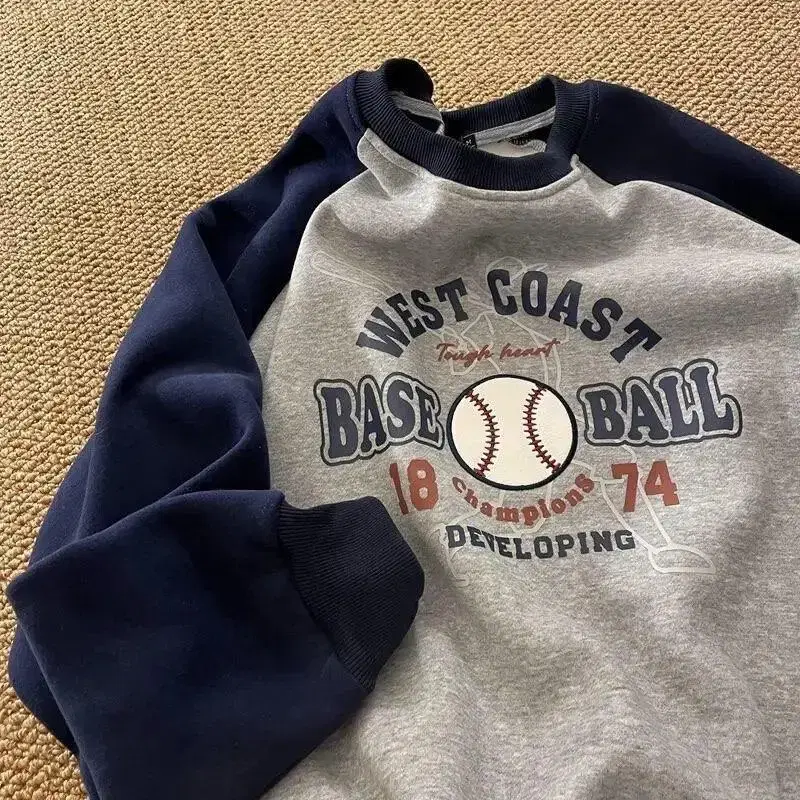 WEST COAST
Tough heart
BASE BALL
18 74
Champions
DEVELOPING